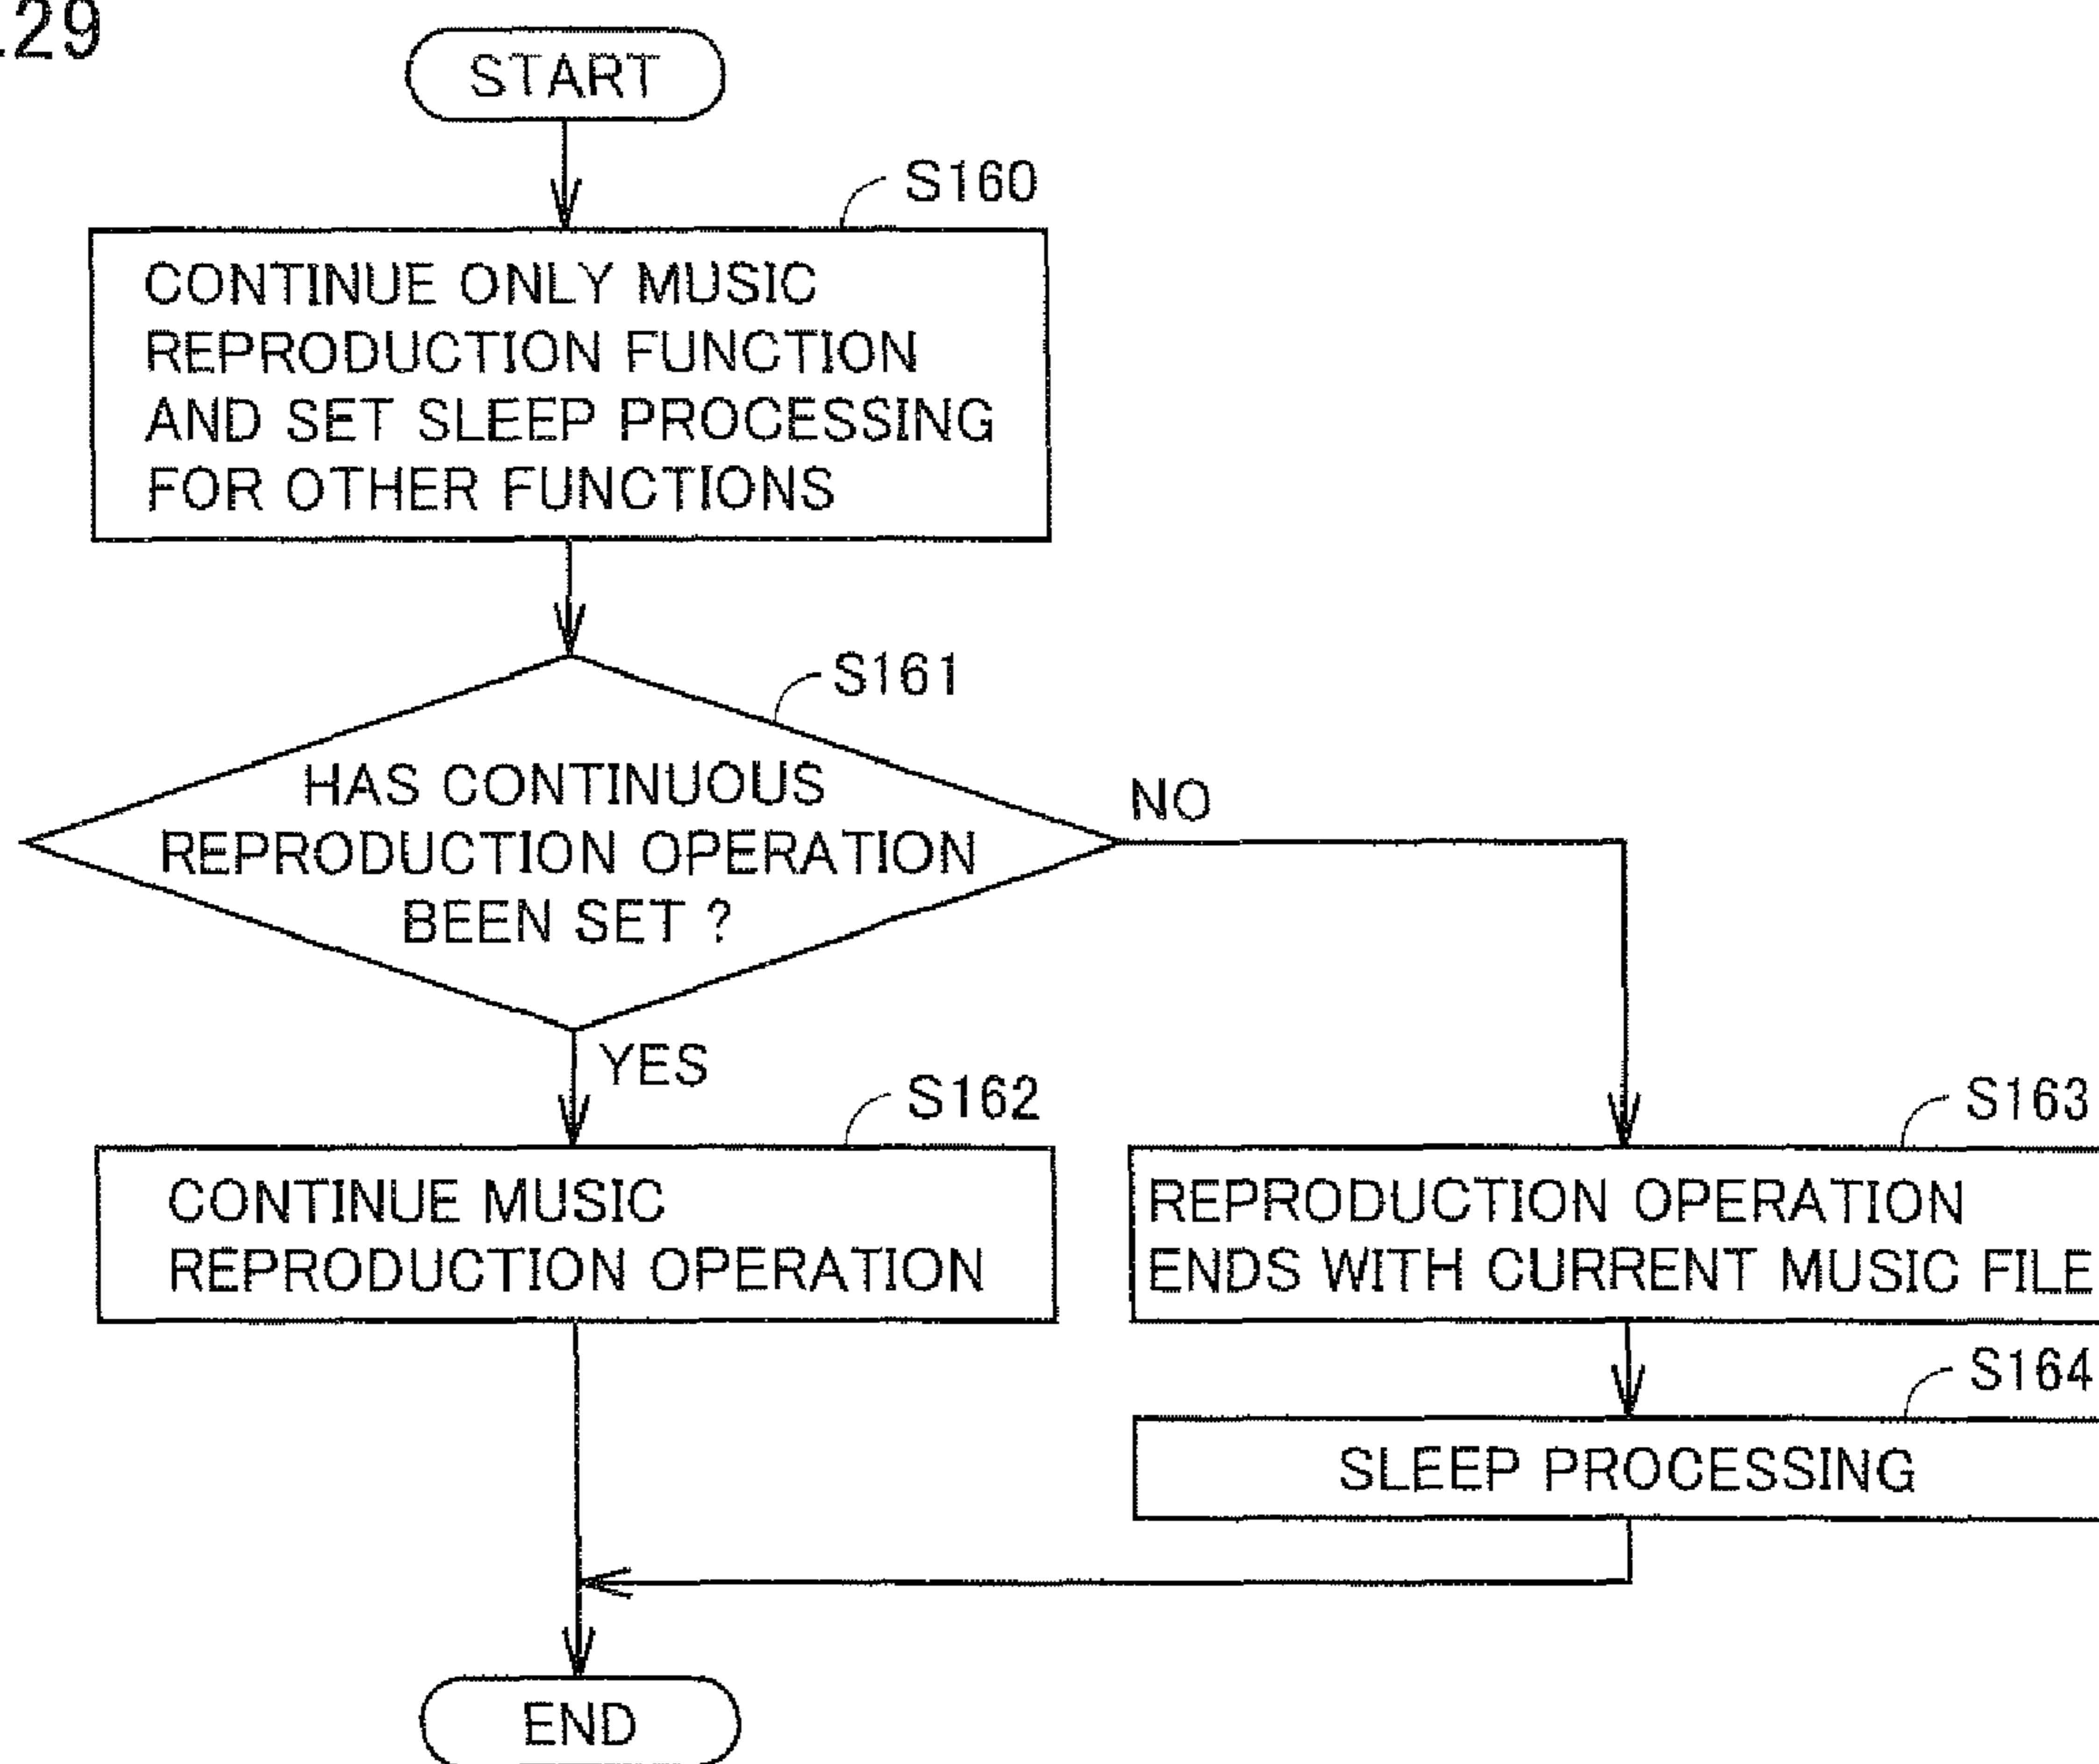 .29
START
S160
CONTINUE ONLY MUSIC
REPRODUCTION FUNCTION
AND SET SLEEP PROCESSING
FOR OTHER FUNCTIONS
S161
HAS CONTINUOUS
REPRODUCTION OPERATION
BEEN SET ?
NO
YES
S162
CONTINUE MUSIC
REPRODUCTION OPERATION
S163
REPRODUCTION OPERATION
ENDS WITH CURRENT MUSIC FILE
S164
SLEEP PROCESSING
END